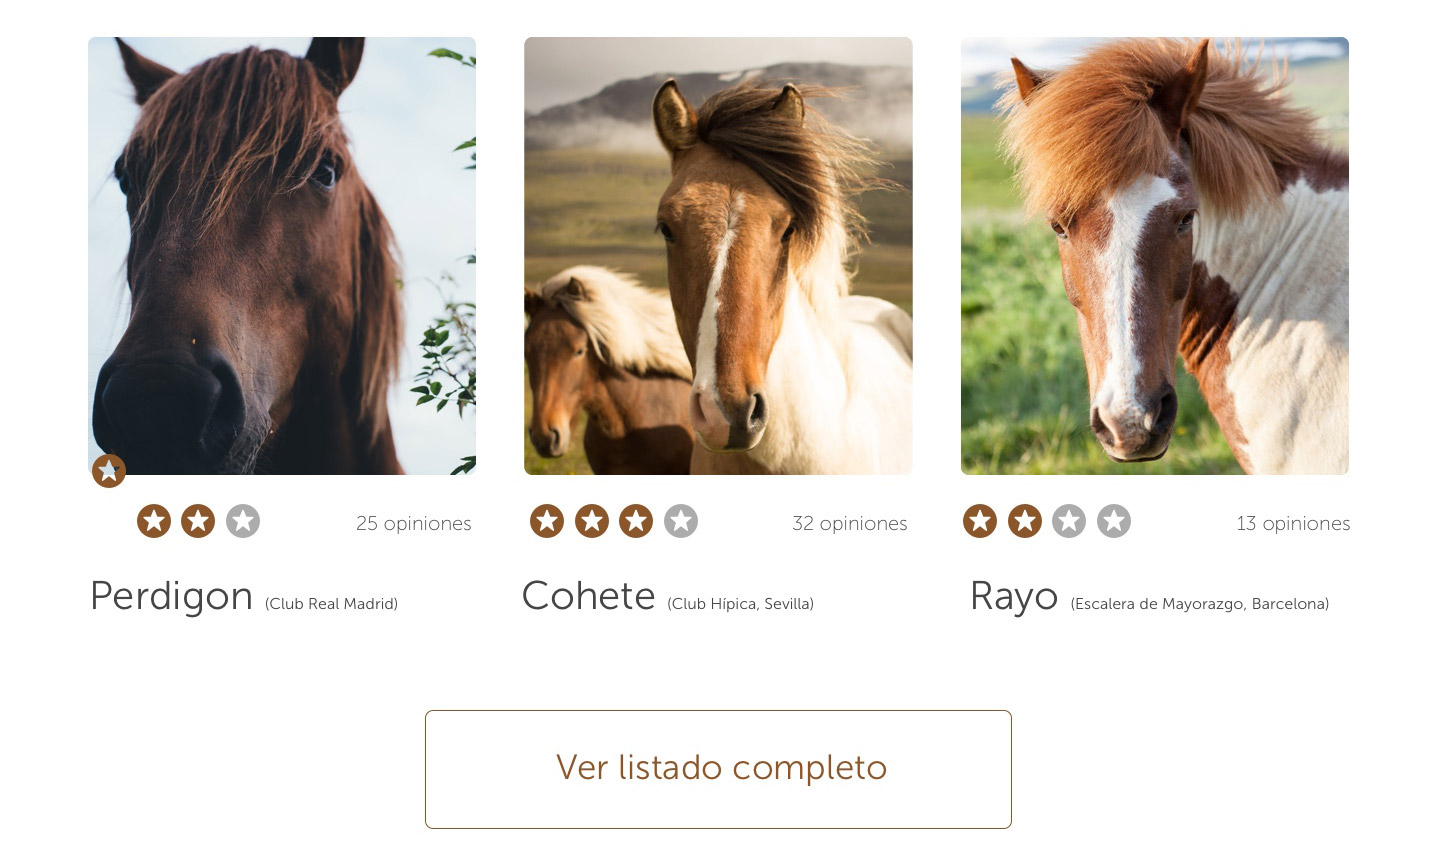 25 opiniones
32 opiniones
13 opiniones
Perdigon (Club Real Madrid)
Cohete (Club Hípica, Sevilla)
Rayo (Escalera de Mayorazgo, Barcelona)
Ver listado completo